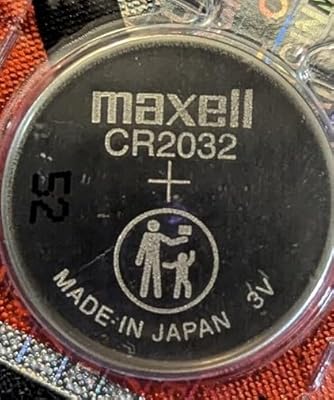 maxell
CR2032
+
52
MADE-IN JAPAN 3V